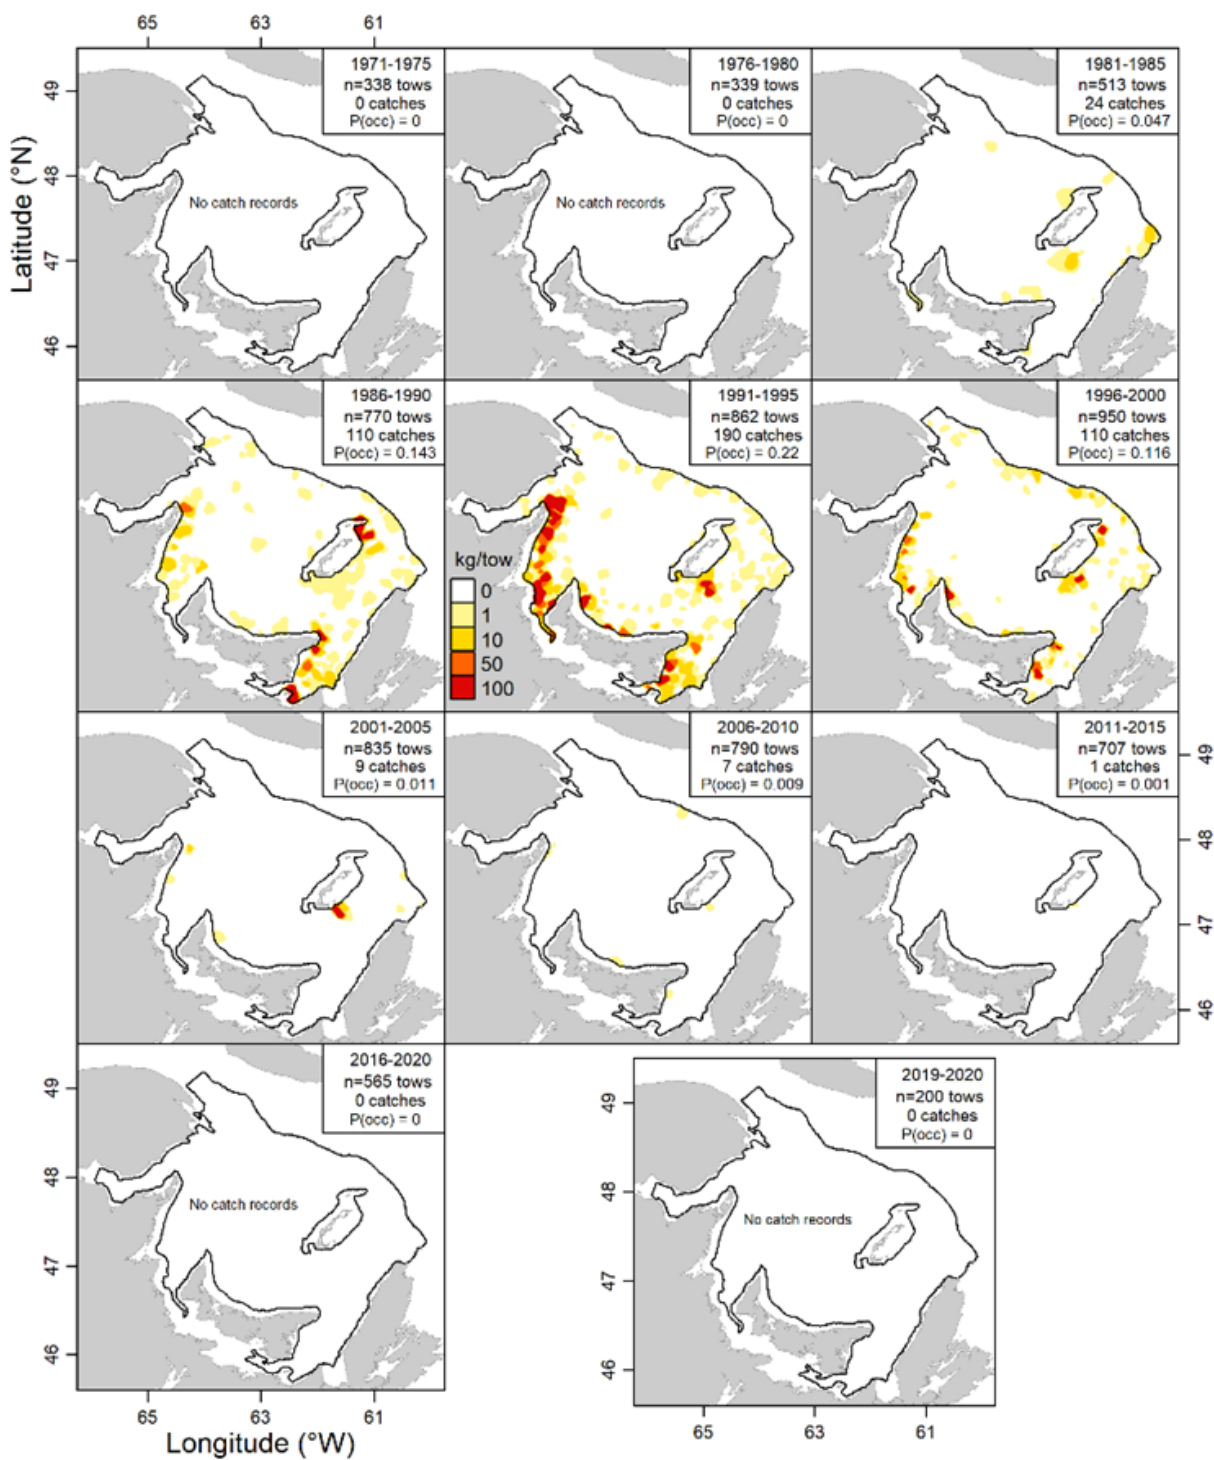 65 63 61
1971-1975
n=338 tows
0 catches
P(occ) = 0
No catch records
1976-1980
n=339 tows
0 catches
P(occ) = 0
No catch records
1981-1985
n=513 tows
24 catches
P(occ) = 0.047
49
48
47
46
Latitude (°N)
1986-1990
n=770 tows
110 catches
P(occ) = 0.143
1991-1995
n=862 tows
190 catches
P(occ) = 0.22
kg/tow
0
1
10
50
100
1996-2000
n=950 tows
110 catches
P(occ) = 0.116
2001-2005
n=835 tows
9 catches
P(occ) = 0.011
2006-2010
n=790 tows
7 catches
P(occ) = 0.009
2011-2015
n=707 tows
1 catches
P(occ) = 0.001
49
48
47
46
2016-2020
n=565 tows
0 catches
P(occ) = 0
No catch records
49
48
47
46
65 63 61
Longitude (°W)
2019-2020
n=200 tows
0 catches
P(occ) = 0
No catch records
49
48
47
46
65 63 61